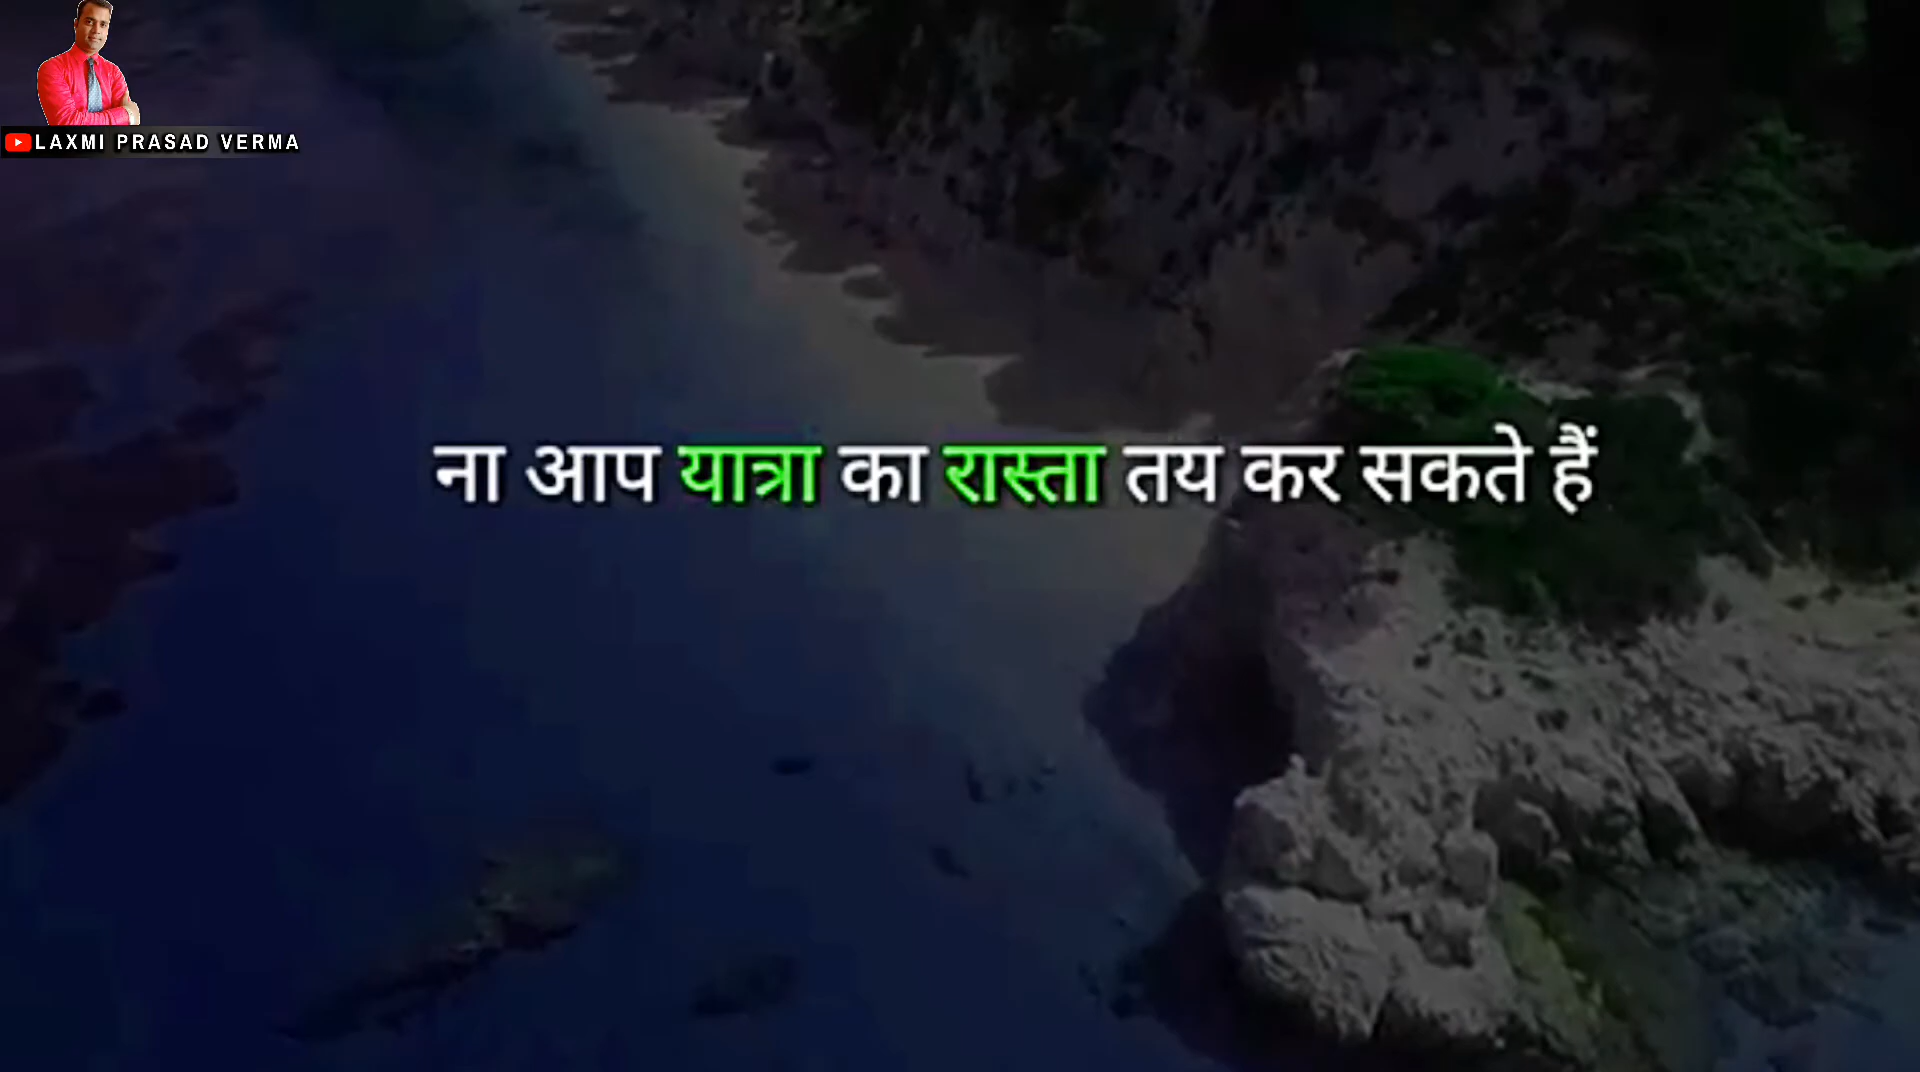 LAXMI PRASAD VERMA
ना आप यात्रा का रास्ता तय कर सकते हैं